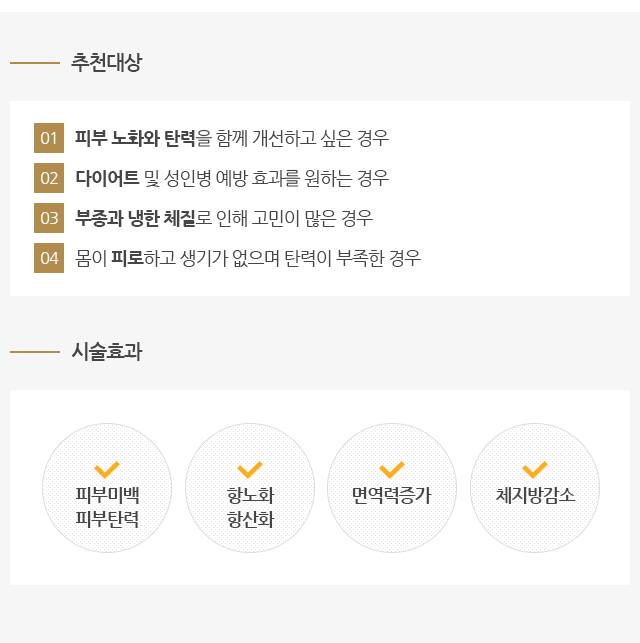 추천대상
01 피부 노화와 탄력을 함께 개선하고 싶은 경우
02 다이어트 및 성인병 예방 효과를 원하는 경우
03 부종과 냉한 체질로 인해 고민이 많은 경우
04 몸이 피로하고 생기가 없으며 탄력이 부족한 경우
시술효과
피부미백
피부탄력
항노화
항산화
면역력증가
체지방감소